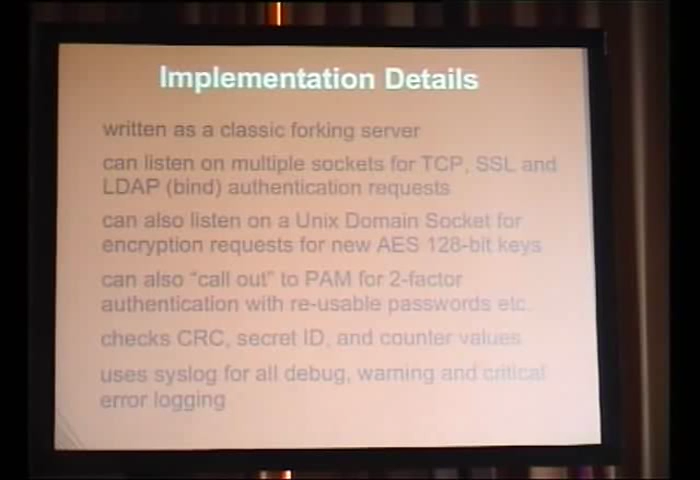 Implementation Details
written as a classic forking server
can listen on multiple sockets for TCP, SSL and
LDAP (bind) authentication requests
can also listen on a Unix Domain Socket for
encryption requests for new AES 128-bit keys
can also “call out” to PAM for 2-factor
authentication with re-usable passwords etc.
checks CRC, secret ID, and counter values
uses syslog for all debug, warning and critical
error logging